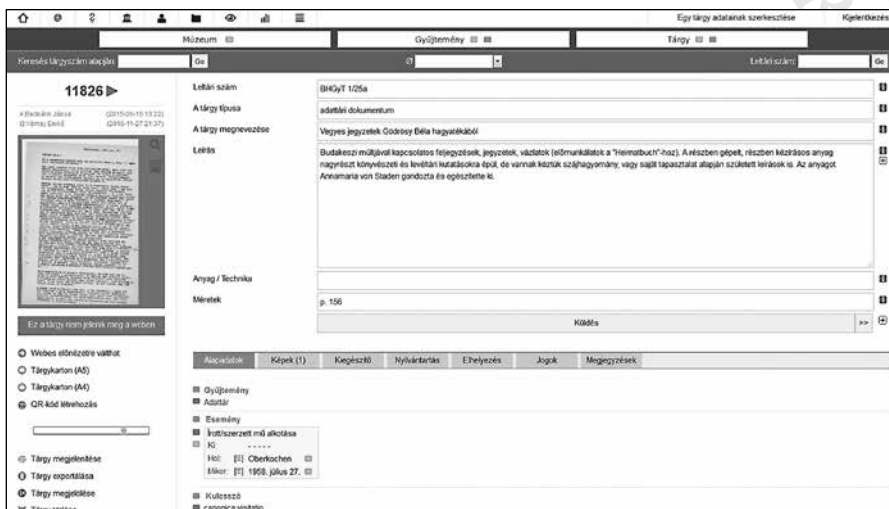 Egy tárgy adatainak szerkesztése
Kijelentkezés
Múzeum
Gyűjtemény
Tárgy
Keresés tárgyszám alapján:
Go
Ø
Leltári szám:
Go
11826
(2015-11-27 21:37)
Ez a tárgy nem jelenik meg a weben
Webes előnézetre válthat
Tárgykarton (A5)
Tárgykarton (A4)
QR-kód létrehozás
Tárgy megjelenítése
Tárgy exportálása
Tárgy megjelölése
Leltári szám
BHGyT 1/25a
A tárgy típusa
adattári dokumentum
A tárgy megnevezése
Vegyes jegyzetek Gödrösy Béla hagyatékából
Leírás
Budakeszi múltjával kapcsolatos feljegyzések, jegyzetek, vázlatok (előmunkálatok a "Heimatbuch"-hoz). A részben gépelt, részben kézírásos anyag
nagyrészt könyvészeti és levéltári kutatásokra épül, de vannak köztük szájhagyomány, vagy saját tapasztalat alapján született leírások is. Az anyagot
Annamaria von Staden gondozta és egészítette ki.
Anyag / Technika
Méretek
p. 156
Küldés
>>
Alapadatok
Képek (1)
Kiegészítő
Nyilvántartás
Elhelyezés
Jogok
Megjegyzések
Gyűjtemény
Adattár
Esemény
Írott/szerzett mű alkotása
Ki: - - - - -
Hol: Oberkochen
Mikor: 1958. július 27.
Kulcsszó
canonica visitatio